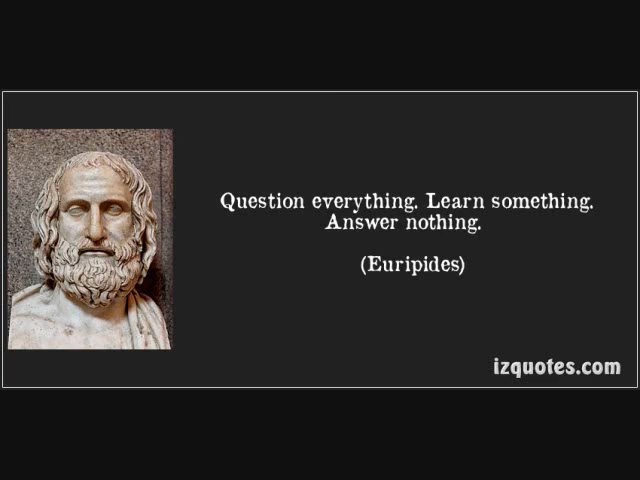 Question everything. Learn something.
Answer nothing.
(Euripides)
izquotes.com